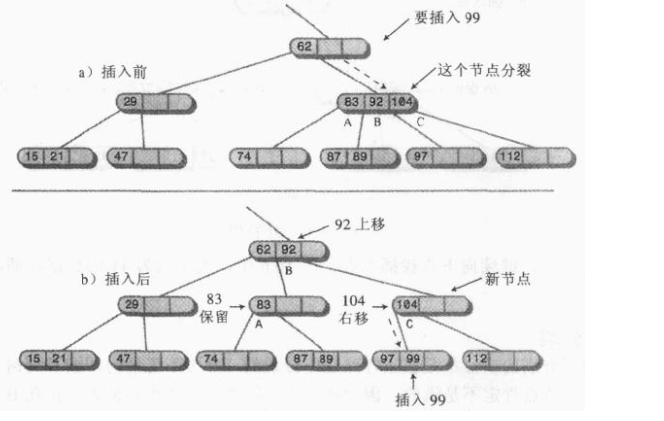 要插入 99
62
a）插入前
这个节点分裂
29
83 92 104
A B C
15 21
47
74
87 89
97
112
92 上移
62 92
B
b）插入后
新节点
29
83
保留
83
A
104
右移
104
C
15 21
47
74
87 89
97 99
112
插入 99